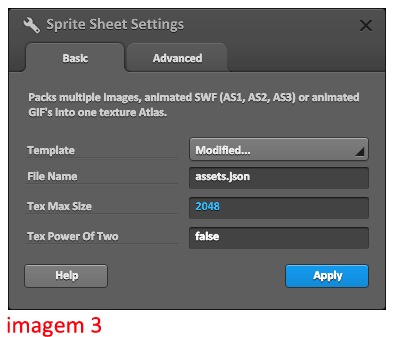 Sprite Sheet Settings
Basic
Advanced
Packs multiple images, animated SWF (AS1, AS2, AS3) or animated
GIF's into one texture Atlas.
Template
Modified...
File Name
assets.json
Tex Max Size
2048
Tex Power Of Two
false
Help
Apply
imagem 3